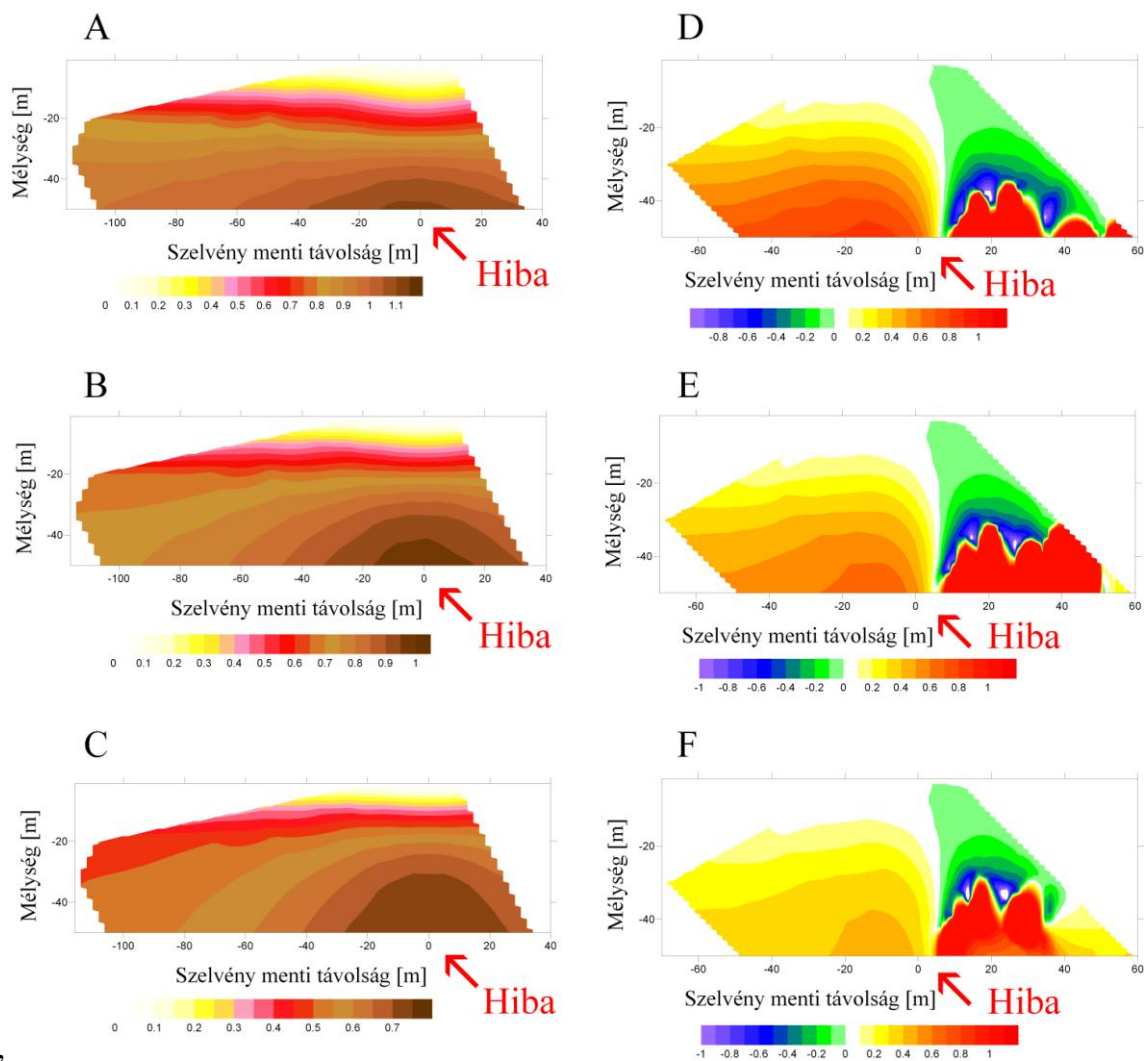 A
Mélység [m]
-20
-40
-100 -80 -60 -40 -20 0 20 40
Szelvény menti távolság [m]
Hiba
0 0.1 0.2 0.3 0.4 0.5 0.6 0.7 0.8 0.9 1 1.1
B
Mélység [m]
-20
-40
-100 -80 -60 -40 -20 0 20 40
Szelvény menti távolság [m]
Hiba
0 0.1 0.2 0.3 0.4 0.5 0.6 0.7 0.8 0.9 1
C
Mélység [m]
-20
-40
-100 -80 -60 -40 -20 0 20 40
Szelvény menti távolság [m]
Hiba
0 0.1 0.2 0.3 0.4 0.5 0.6 0.7
D
Mélység [m]
-20
-40
-60 -40 -20 0 20 40 60
Szelvény menti távolság [m]
Hiba
-0.8 -0.6 -0.4 -0.2 0 0.2 0.4 0.6 0.8 1
E
Mélység [m]
-20
-40
-60 -40 -20 0 20 40 60
Szelvény menti távolság [m]
Hiba
-1 -0.8 -0.6 -0.4 -0.2 0 0.2 0.4 0.6 0.8 1
F
Mélység [m]
-20
-40
-60 -40 -20 0 20 40 60
Szelvény menti távolság [m]
Hiba
-1 -0.8 -0.6 -0.4 -0.2 0 0.2 0.4 0.6 0.8 1
,